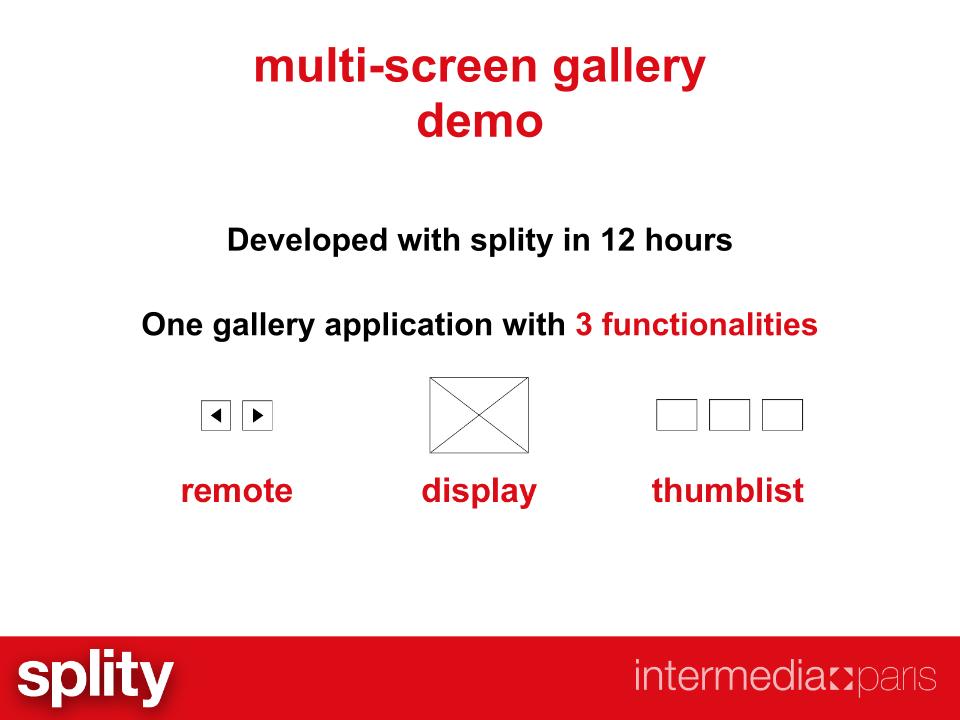 multi-screen gallery
demo
Developed with splity in 12 hours
One gallery application with 3 functionalities
remote display thumblist
splity
intermedia paris